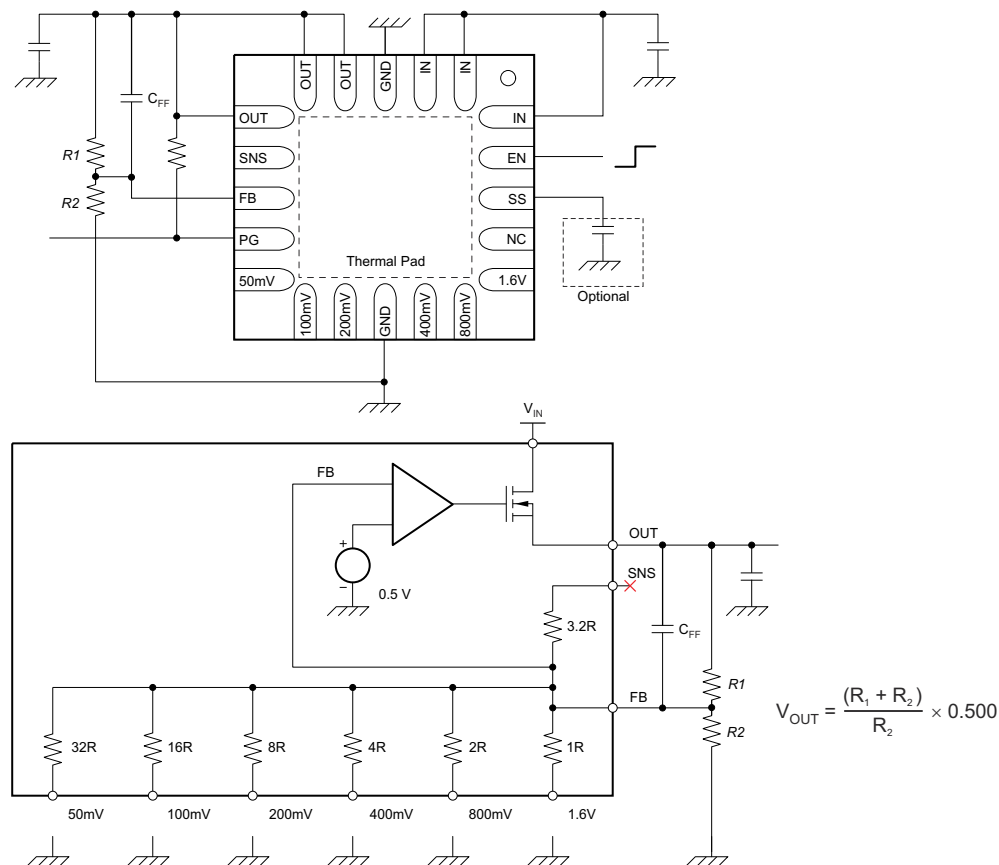 OUT
OUT
GND
IN
IN
C_FF
OUT
IN
R1
SNS
EN
R2
FB
SS
PG
NC
Thermal Pad
50mV
1.6V
100mV
200mV
GND
400mV
800mV
Optional
V_IN
FB
OUT
+
SNS
−
0.5 V
3.2R
C_FF
R1
FB
V_OUT = (R_1 + R_2) / R_2 × 0.500
R2
32R
16R
8R
4R
2R
1R
50mV
100mV
200mV
400mV
800mV
1.6V